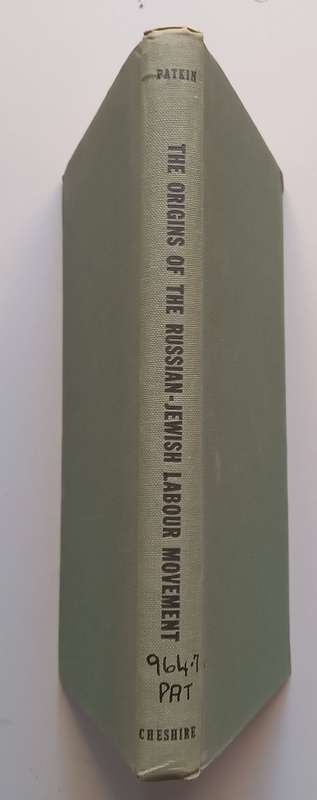 PATKIN
THE ORIGINS OF THE RUSSIAN-JEWISH LABOUR MOVEMENT
964.7
PAT
CHESHIRE